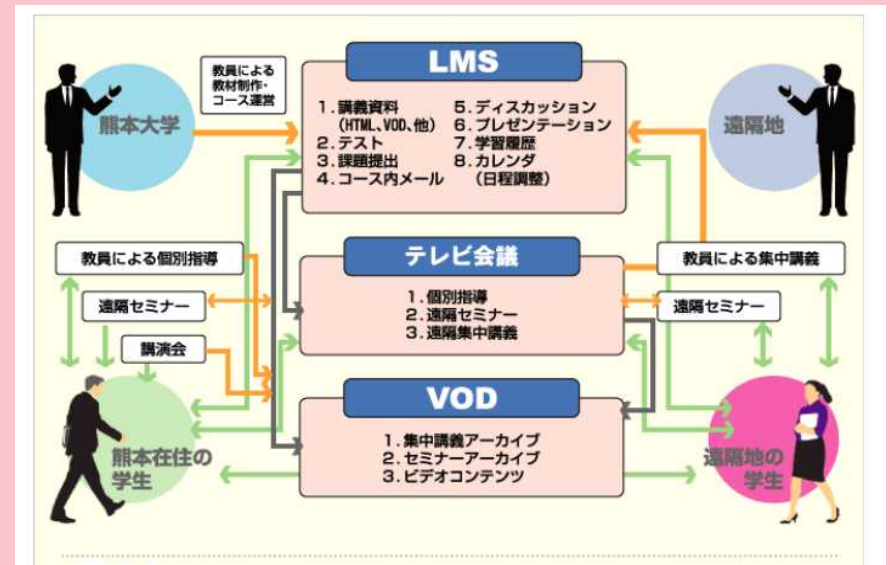 LMS
教員による
教材制作・
コース運営
熊本大学
1. 講義資料
(HTML、VOD、他)
2. テスト
3. 課題提出
4. コース内メール
5. ディスカッション
6. プレゼンテーション
7. 学習履歴
8. カレンダ
(日程調整)
遠隔地
教員による個別指導
テレビ会議
教員による集中講義
遠隔セミナー
1. 個別指導
2. 遠隔セミナー
3. 遠隔集中講義
遠隔セミナー
講演会
VOD
熊本在住の
学生
1. 集中講義アーカイブ
2. セミナーアーカイブ
3. ビデオコンテンツ
遠隔地の
学生